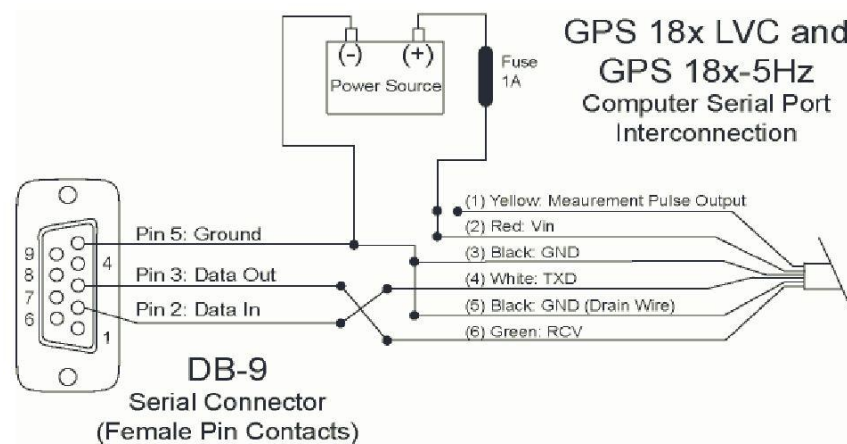 GPS 18x LVC and
GPS 18x-5Hz
Computer Serial Port
Interconnection
(-) (+)
Power Source
Fuse
1A
(1) Yellow: Meaurement Pulse Output
(2) Red: Vin
(3) Black: GND
(4) White: TXD
(5) Black: GND (Drain Wire)
(6) Green: RCV
Pin 5: Ground
Pin 3: Data Out
Pin 2: Data In
9
8
7
6
4
1
DB-9
Serial Connector
(Female Pin Contacts)